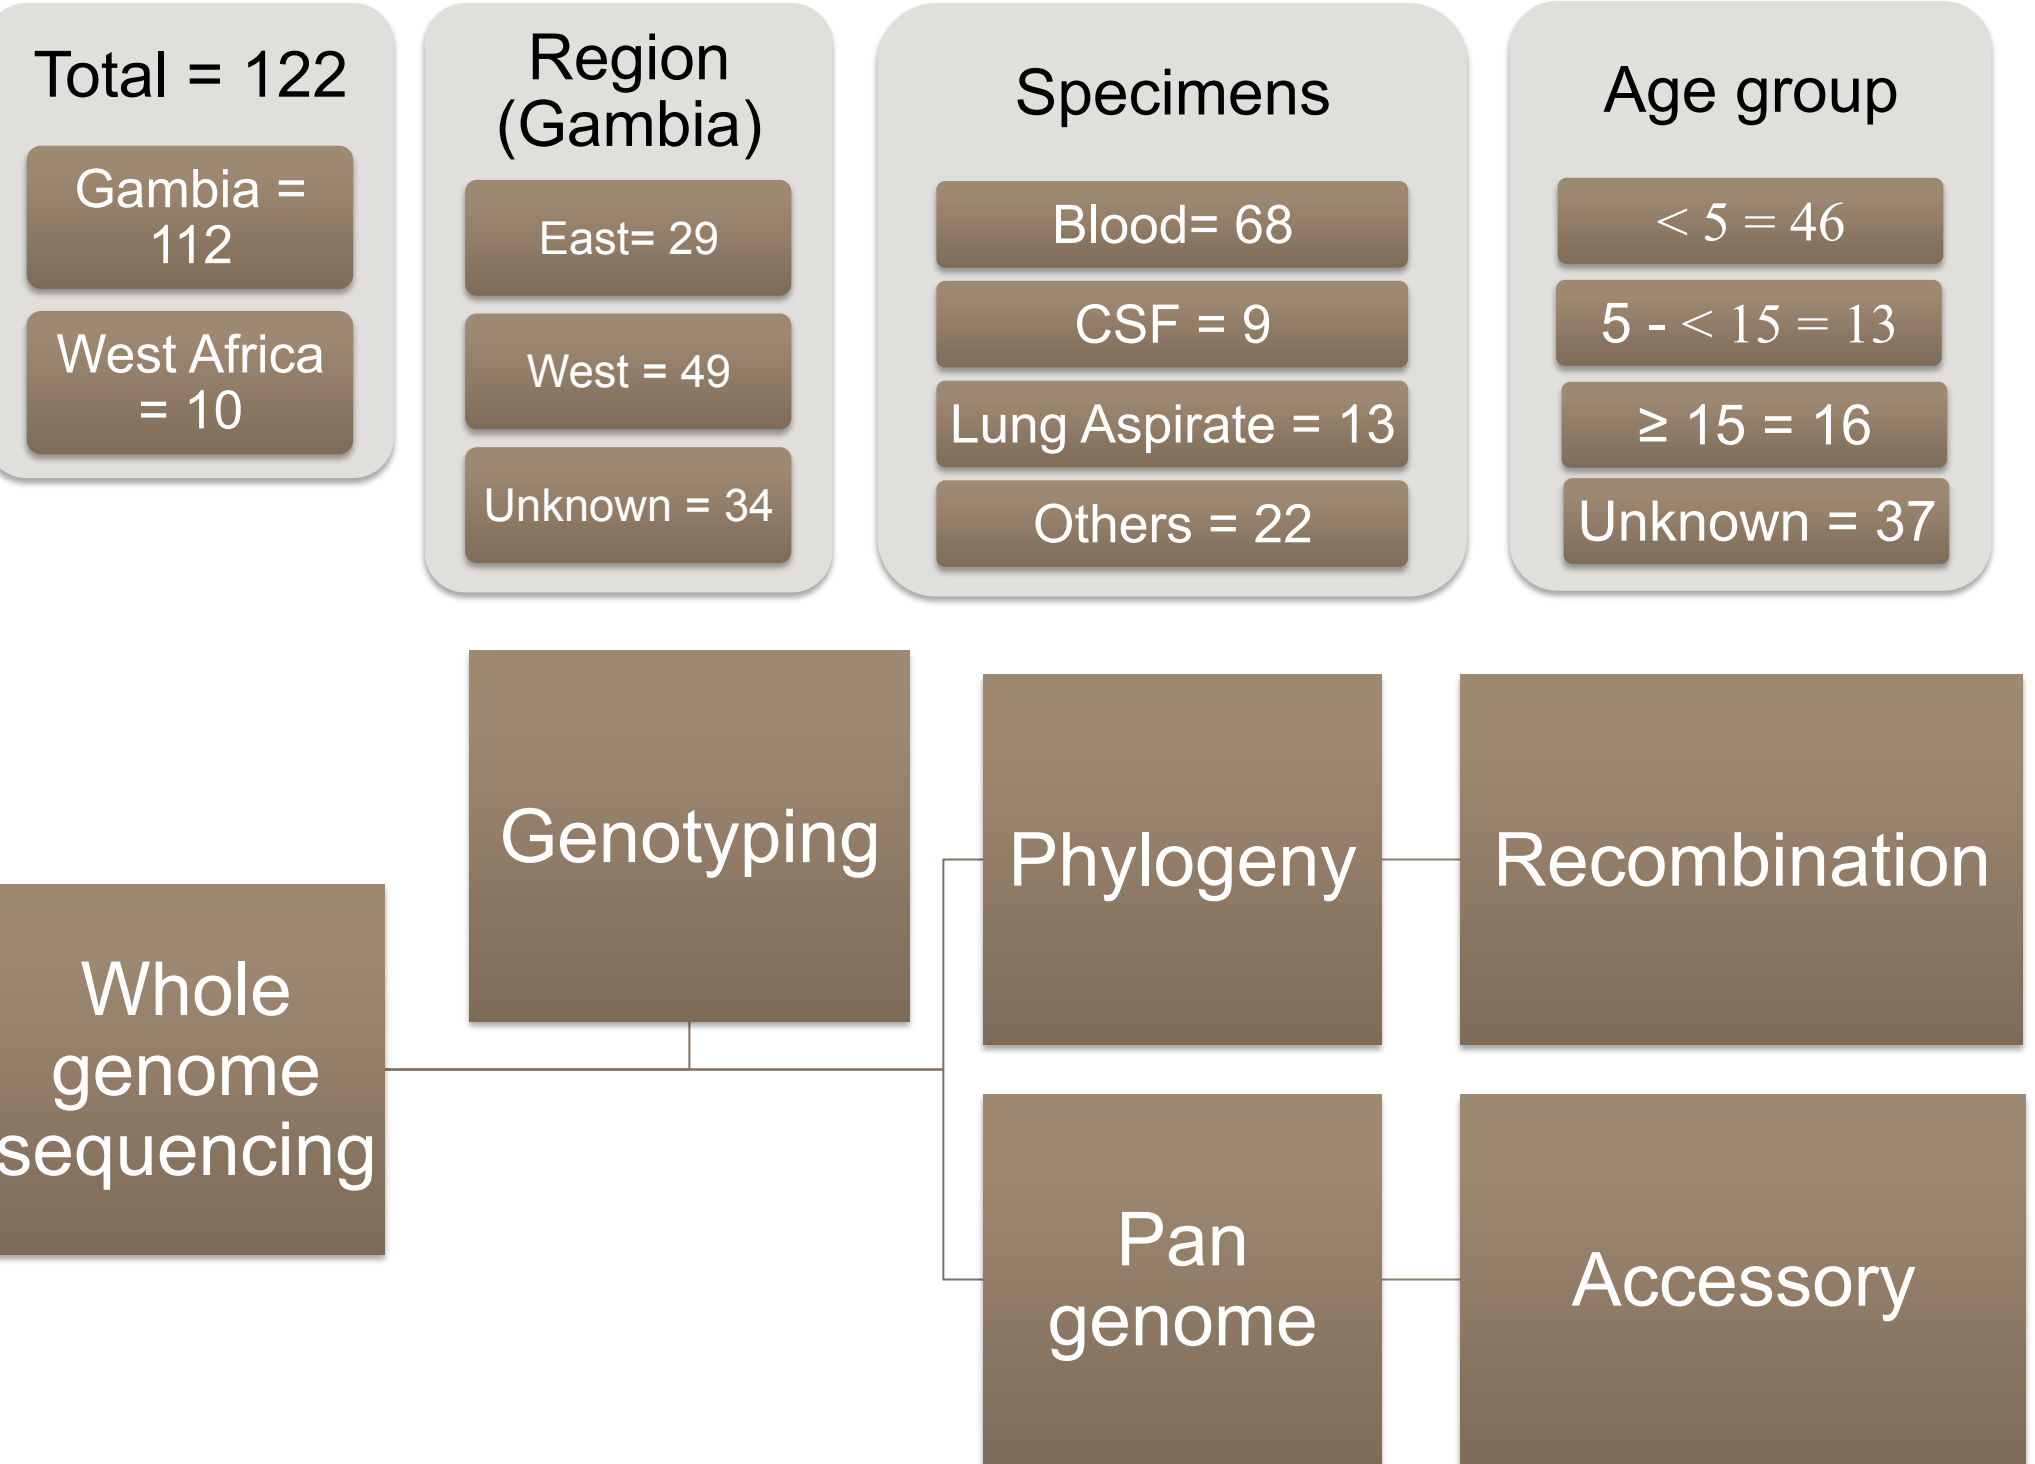 Total = 122
Gambia =
112
West Africa
= 10
Region
(Gambia)
East= 29
West = 49
Unknown = 34
Specimens
Blood= 68
CSF = 9
Lung Aspirate = 13
Others = 22
Age group
< 5 = 46
5 - < 15 = 13
≥ 15 = 16
Unknown = 37
Whole
genome
sequencing
Genotyping
Phylogeny
Recombination
Pan
genome
Accessory